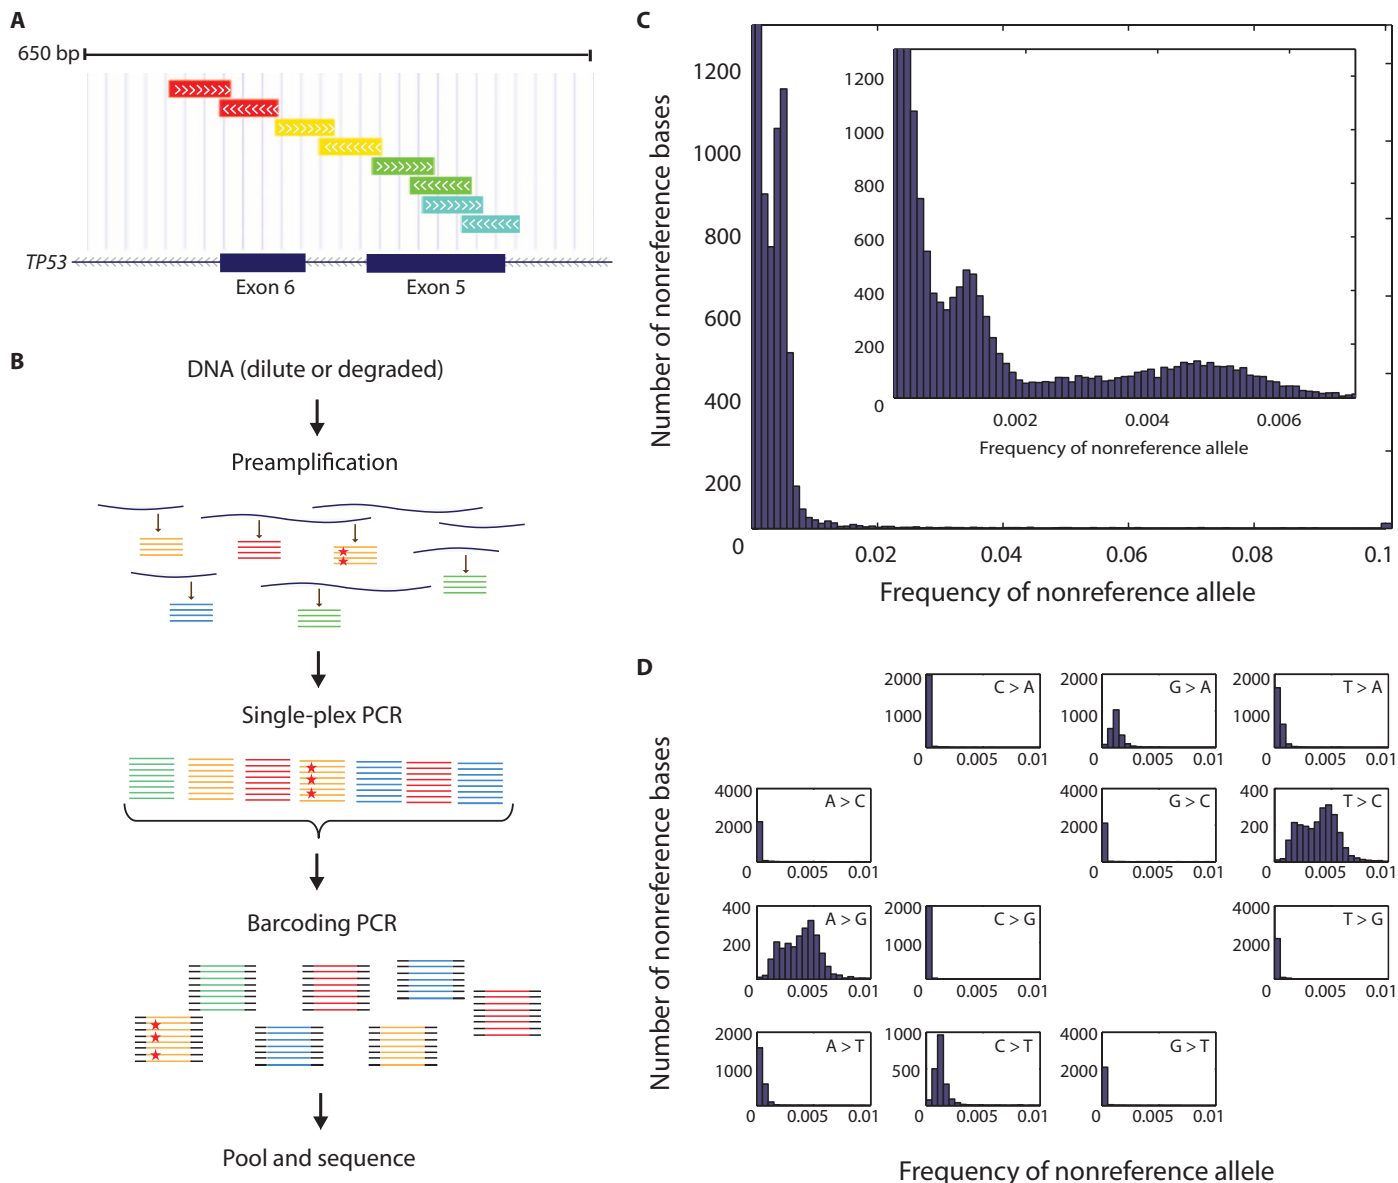 A
650 bp
TP53
Exon 6
Exon 5
B
DNA (dilute or degraded)
Preamplification
Single-plex PCR
Barcoding PCR
Pool and sequence
C
Number of nonreference bases
1200
1000
800
600
400
200
0
0.02
0.04
0.06
0.08
0.1
Frequency of nonreference allele
Number of nonreference bases
1200
1000
800
600
400
200
0
0.002
0.004
0.006
Frequency of nonreference allele
D
Number of nonreference bases
C > A
2000
1000
0 0.005 0.01
G > A
2000
1000
0 0.005 0.01
T > A
2000
1000
0 0.005 0.01
A > C
4000
2000
0 0.005 0.01
G > C
4000
2000
0 0.005 0.01
T > C
400
200
0 0.005 0.01
A > G
400
200
0 0.005 0.01
C > G
2000
1000
0 0.005 0.01
T > G
4000
2000
0 0.005 0.01
A > T
2000
1000
0 0.005 0.01
C > T
1000
500
0 0.005 0.01
G > T
4000
2000
0 0.005 0.01
Frequency of nonreference allele